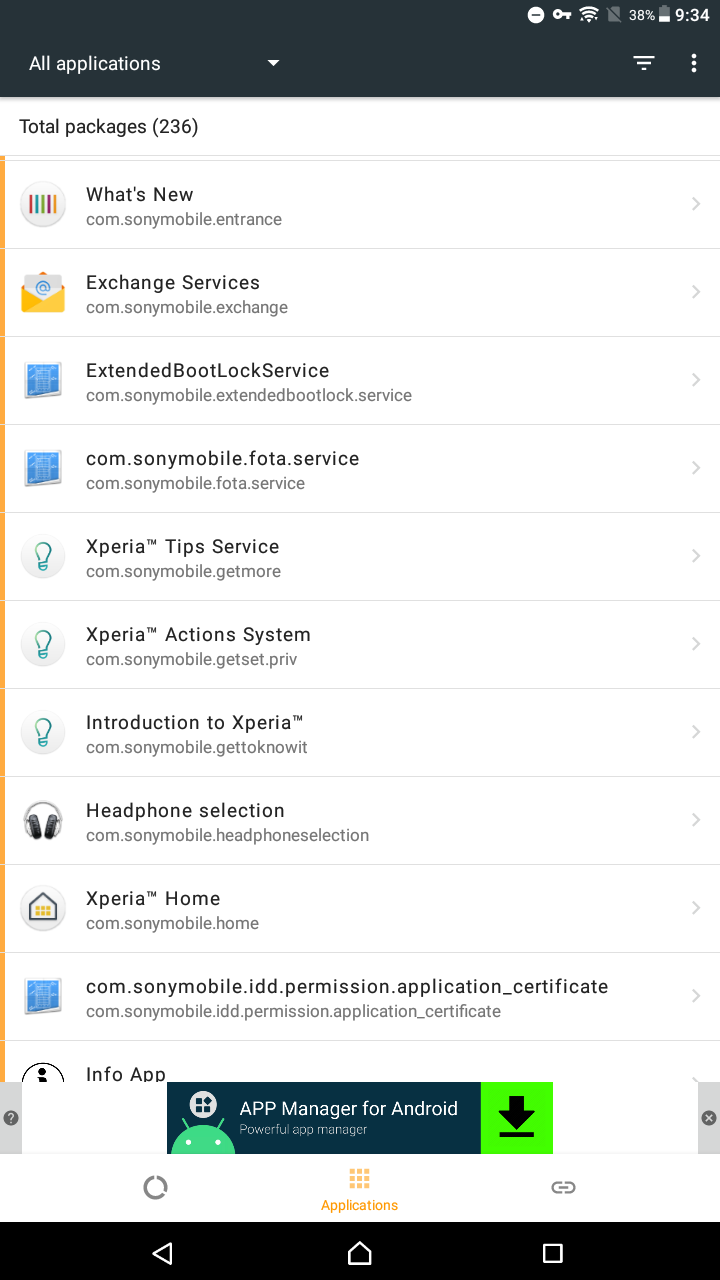 38% 9:34
All applications
Total packages (236)
What's New
com.sonymobile.entrance
Exchange Services
com.sonymobile.exchange
ExtendedBootLockService
com.sonymobile.extendedbootlock.service
com.sonymobile.fota.service
com.sonymobile.fota.service
Xperia™ Tips Service
com.sonymobile.getmore
Xperia™ Actions System
com.sonymobile.getset.priv
Introduction to Xperia™
com.sonymobile.gettoknowit
Headphone selection
com.sonymobile.headphoneselection
Xperia™ Home
com.sonymobile.home
com.sonymobile.idd.permission.application_certificate
com.sonymobile.idd.permission.application_certificate
Info App
APP Manager for Android
Powerful app manager
Applications